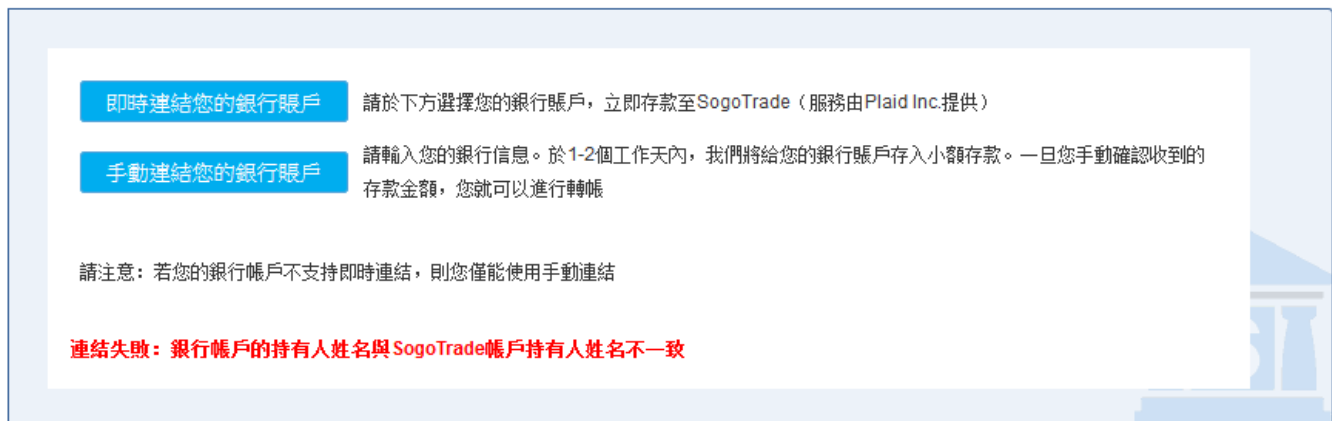 即時連結您的銀行賬戶 請於下方選擇您的銀行賬戶，立即存款至SogoTrade（服務由Plaid Inc.提供）
手動連結您的銀行賬戶 請輸入您的銀行信息。於1-2個工作天內，我們將給您的銀行賬戶存入小額存款。一旦您手動確認收到的
存款金額，您就可以進行轉帳
請注意：若您的銀行帳戶不支持即時連結，則您僅能使用手動連結
連結失敗：銀行帳戶的持有人姓名與SogoTrade帳戶持有人姓名不一致